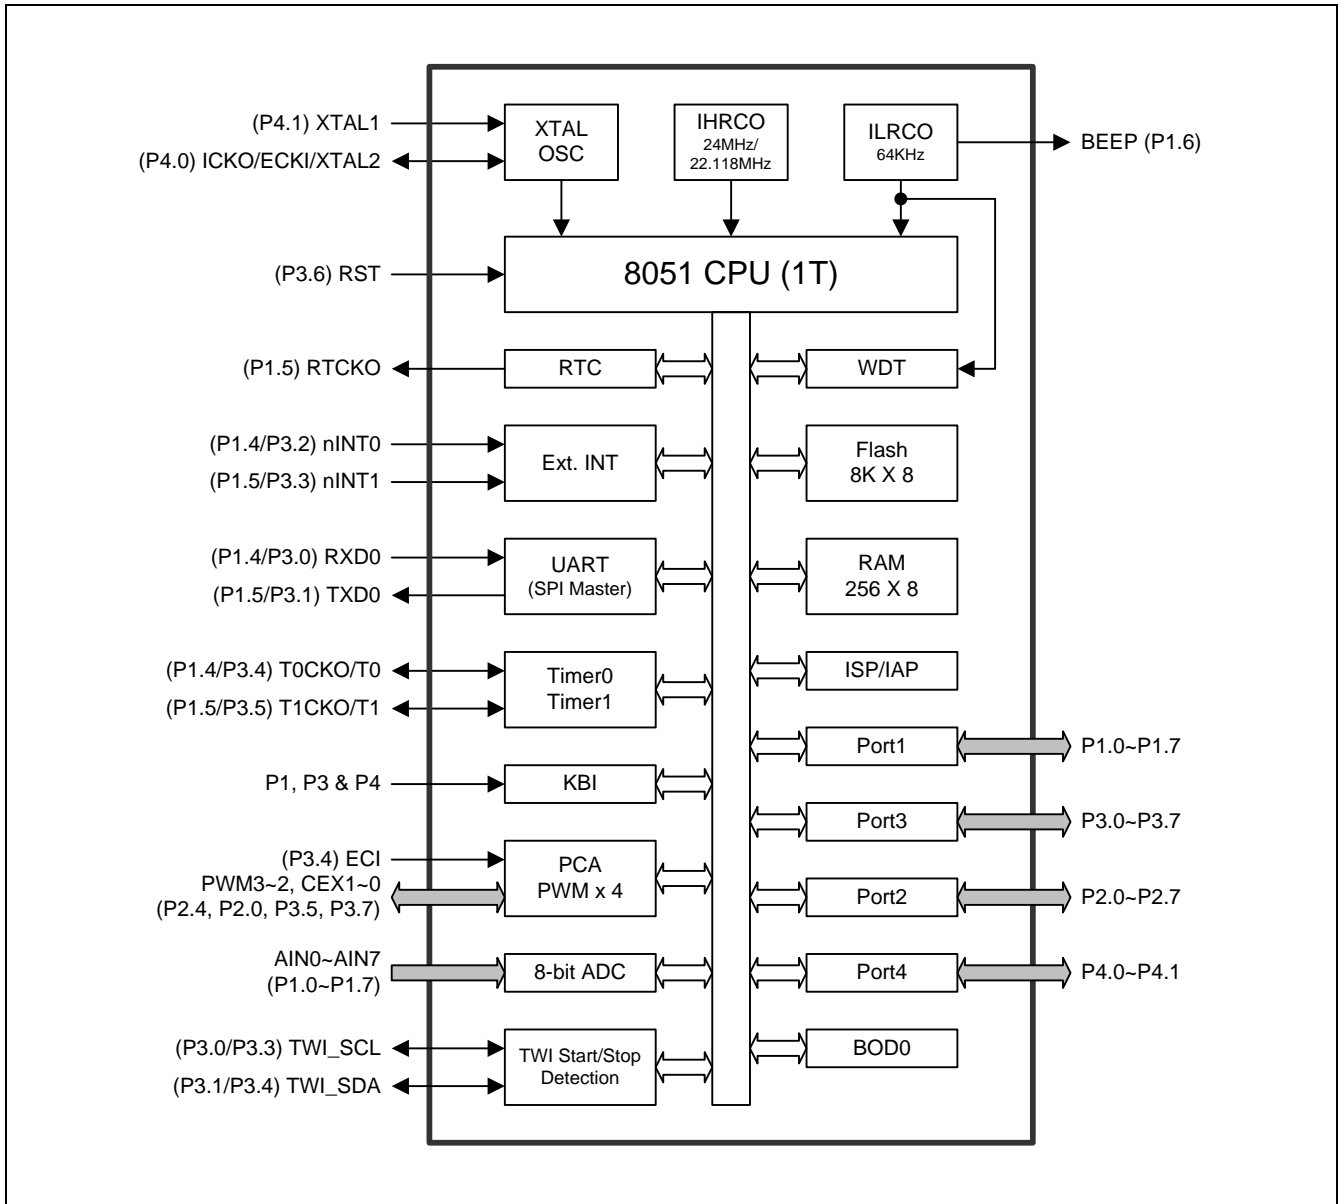 (P4.1) XTAL1
(P4.0) ICKO/ECKI/XTAL2
XTAL
OSC
IHRCO
24MHz/
22.118MHz
ILRCO
64KHz
BEEP (P1.6)
(P3.6) RST
8051 CPU (1T)
(P1.5) RTCKO
RTC
WDT
(P1.4/P3.2) nINT0
(P1.5/P3.3) nINT1
Ext. INT
Flash
8K X 8
(P1.4/P3.0) RXD0
(P1.5/P3.1) TXD0
UART
(SPI Master)
RAM
256 X 8
(P1.4/P3.4) T0CKO/T0
(P1.5/P3.5) T1CKO/T1
Timer0
Timer1
ISP/IAP
Port1
P1.0~P1.7
P1, P3 & P4
KBI
Port3
P3.0~P3.7
(P3.4) ECI
PWM3~2, CEX1~0
(P2.4, P2.0, P3.5, P3.7)
PCA
PWM x 4
Port2
P2.0~P2.7
AIN0~AIN7
(P1.0~P1.7)
8-bit ADC
Port4
P4.0~P4.1
(P3.0/P3.3) TWI_SCL
(P3.1/P3.4) TWI_SDA
TWI Start/Stop
Detection
BOD0